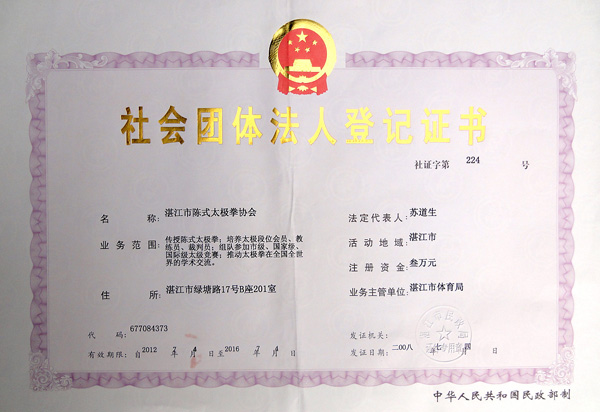 社会团体法人登记证书
社证字第 224 号
名 称: 湛江市陈式太极拳协会
法定代表人: 苏道生
业务范围: 传授陈式太极拳; 培养太极段位会员、教
练员、裁判员; 组队参加市级、国家级、
国际级太极竞赛; 推动太极拳在全国全世
界的学术交流。
活动地域: 湛江市
注册资金: 叁万元
住 所: 湛江市绿塘路17号B座201室
业务主管单位: 湛江市体育局
代 码: 677084373
发证机关:
有效期限: 自2012 年 7 月 4 日至 2016 年 7 月 4 日
发证日期: 二00八 年 七 月 四 日
中华人民共和国民政部制